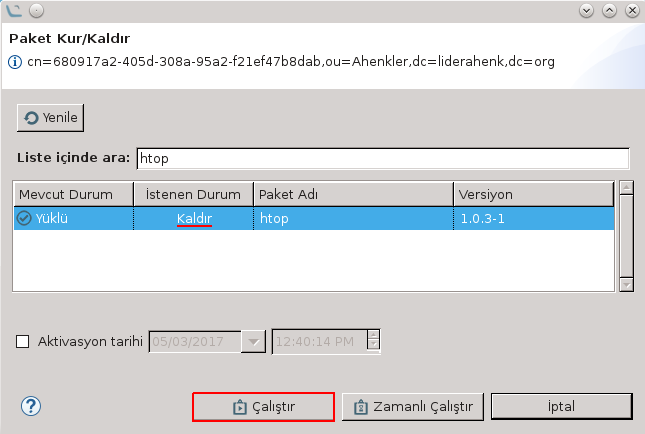 Paket Kur/Kaldır
cn=680917a2-405d-308a-95a2-f21ef47b8dab,ou=Ahenkler,dc=liderahenk,dc=org
Yenile
Liste içinde ara: htop
Mevcut Durum İstenen Durum Paket Adı Versiyon
Yüklü Kaldır htop 1.0.3-1
Aktivasyon tarihi 05/03/2017 12:40:14 PM
Çalıştır Zamanlı Çalıştır İptal